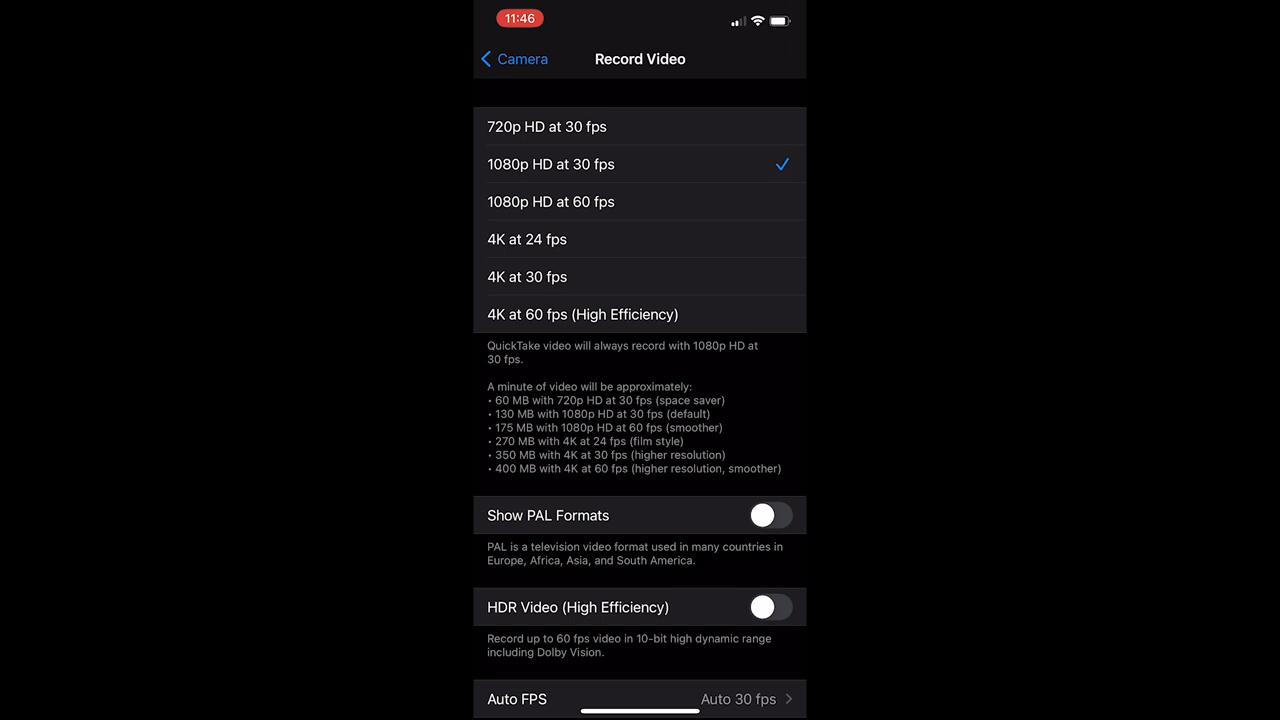 11:46
Camera
Record Video
720p HD at 30 fps
1080p HD at 30 fps
1080p HD at 60 fps
4K at 24 fps
4K at 30 fps
4K at 60 fps (High Efficiency)
QuickTake video will always record with 1080p HD at
30 fps.
A minute of video will be approximately:
• 60 MB with 720p HD at 30 fps (space saver)
• 130 MB with 1080p HD at 30 fps (default)
• 175 MB with 1080p HD at 60 fps (smoother)
• 270 MB with 4K at 24 fps (film style)
• 350 MB with 4K at 30 fps (higher resolution)
• 400 MB with 4K at 60 fps (higher resolution, smoother)
Show PAL Formats
PAL is a television video format used in many countries in
Europe, Africa, Asia, and South America.
HDR Video (High Efficiency)
Record up to 60 fps video in 10-bit high dynamic range
including Dolby Vision.
Auto FPS Auto 30 fps